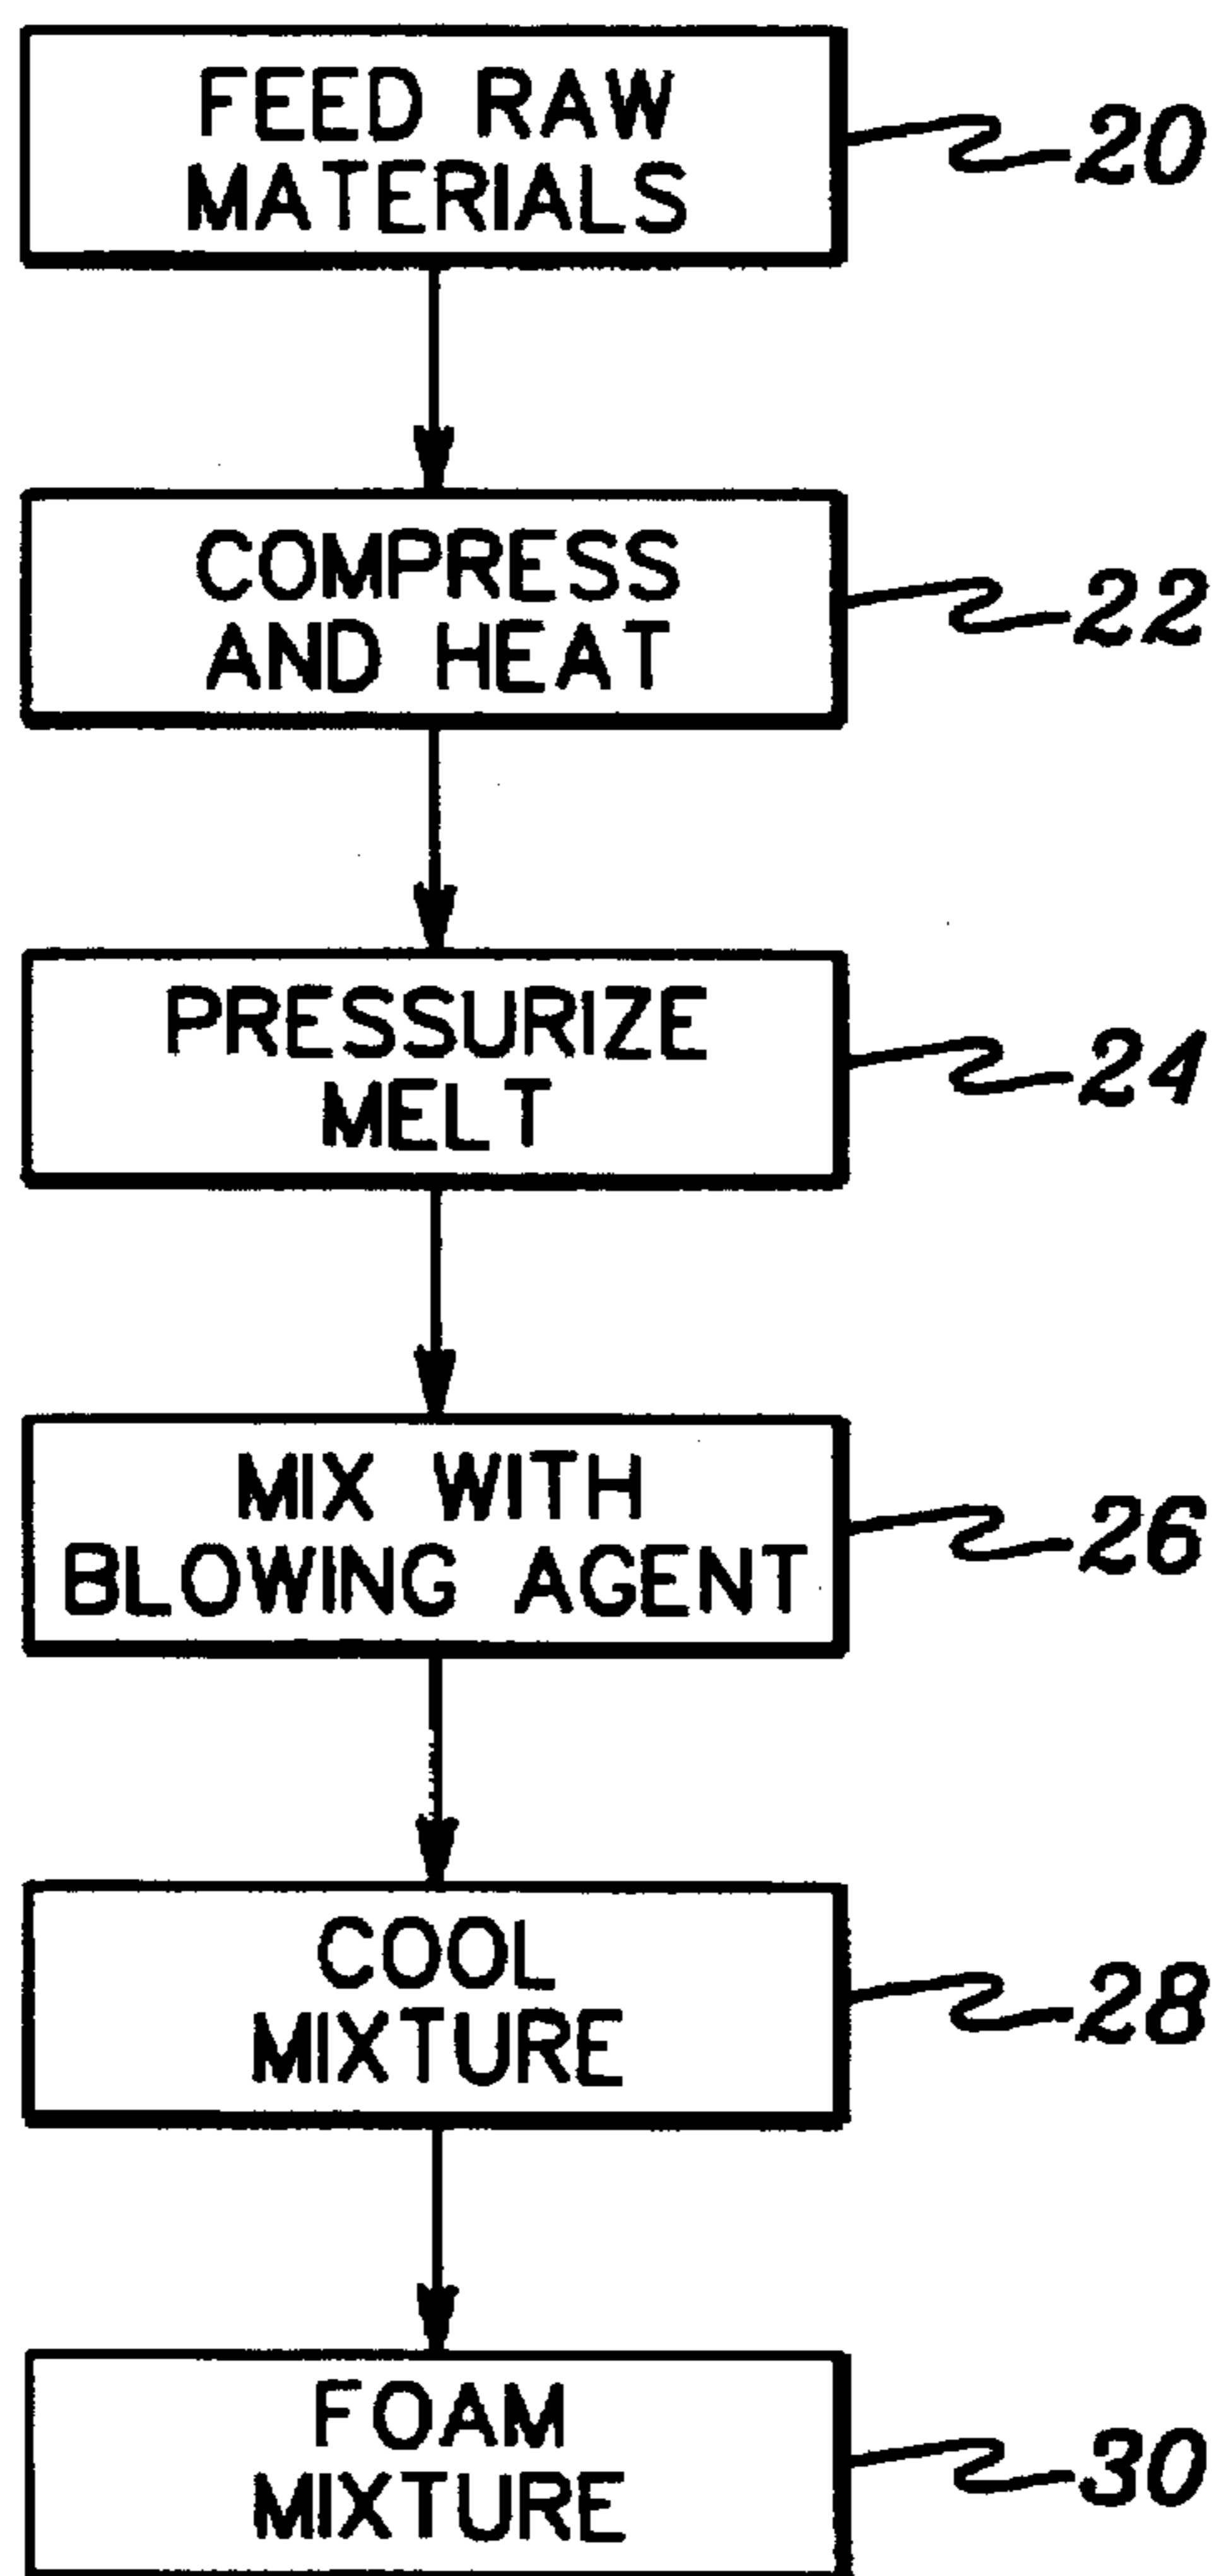 FEED RAW
MATERIALS
20
COMPRESS
AND HEAT
22
PRESSURIZE
MELT
24
MIX WITH
BLOWING AGENT
26
COOL
MIXTURE
28
FOAM
MIXTURE
30